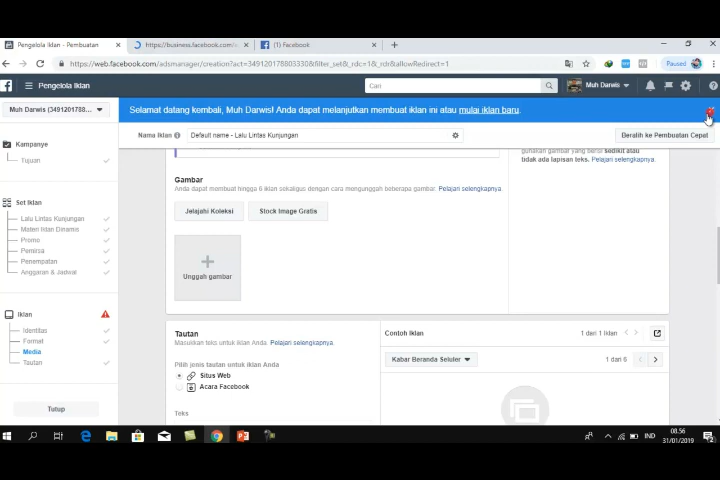 Pengelola Iklan - Pembuatan
https://business.facebook.com/
(1) Facebook
https://web.facebook.com/adsmanager/creation?act=3491201788803330&filter_set&_rdc=1&_rdr&allowRedirect=1
Paused
Pengelola Iklan
Cari
Muh Darwis
Muh Darwis (3491201788...
Selamat datang kembali, Muh Darwis! Anda dapat melanjutkan membuat iklan ini atau mulai iklan baru.
Nama Iklan
Default name - Lalu Lintas Kunjungan
Beralih ke Pembuatan Cepat
Kampanye
Tujuan
Set Iklan
Lalu Lintas Kunjungan
Materi Iklan Dinamis
Promo
Pemirsa
Penempatan
Anggaran & Jadwal
Iklan
Identitas
Format
Media
Tautan
Tutup
gunakan gambar yang berisi sedikit atau
tidak ada lapisan teks. Pelajari selengkapnya
Gambar
Anda dapat membuat hingga 6 iklan sekaligus dengan cara mengunggah beberapa gambar. Pelajari selengkapnya
Jelajahi Koleksi
Stock Image Gratis
Unggah gambar
Tautan
Masukkan teks untuk iklan Anda. Pelajari selengkapnya.
Pilih jenis tautan untuk iklan Anda
Situs Web
Acara Facebook
Teks
Contoh Iklan
1 dari 1 Iklan
Kabar Beranda Seluler
1 dari 6
IND
08.56
31/01/2019